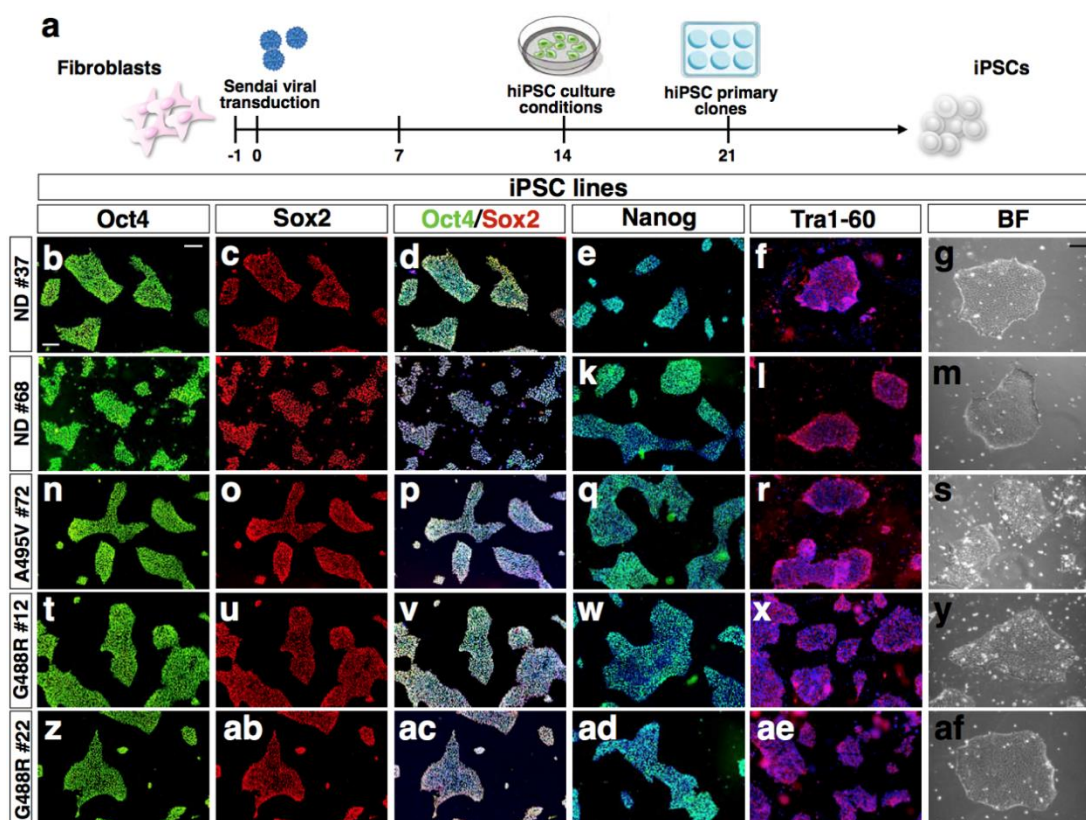 a
Fibroblasts
Sendai viral
transduction
hiPSC culture
conditions
hiPSC primary
clones
iPSCs
-1 0 7 14 21
iPSC lines
Oct4 Sox2 Oct4/Sox2 Nanog Tra1-60 BF
ND #37
b c d e f g
ND #68
k l m
A495V #72
n o p q r s
G488R #12
t u v w x y
G488R #22
z ab ac ad ae af